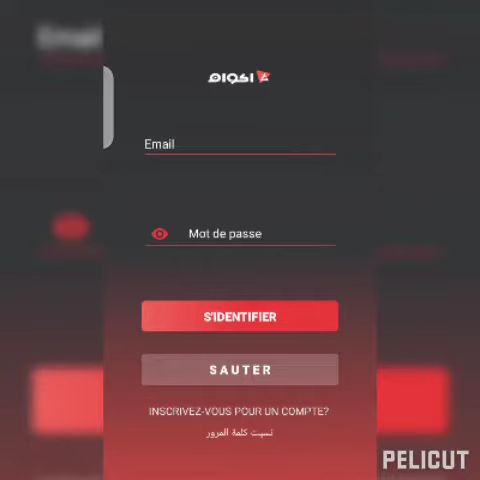 اكوام
Email
Mot de passe
S'IDENTIFIER
SAUTER
INSCRIVEZ-VOUS POUR UN COMPTE?
نسيت كلمة المرور
PELICUT